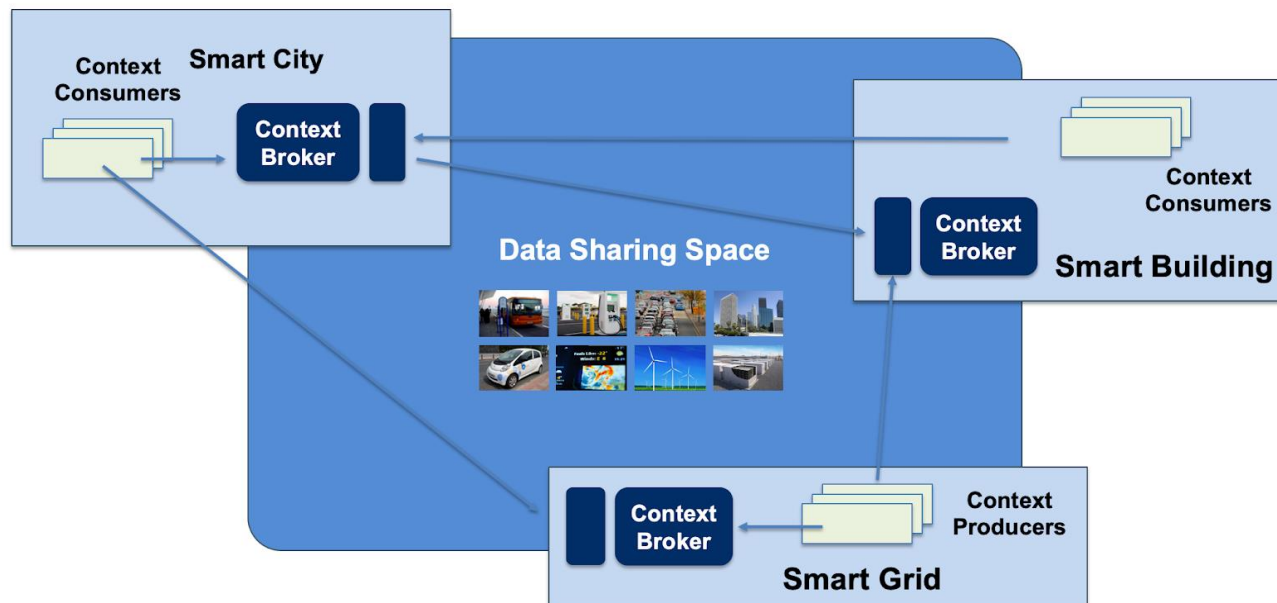 Smart City
Context
Consumers
Context
Broker
Context
Consumers
Context
Broker
Smart Building
Data Sharing Space
Context
Broker
Context
Producers
Smart Grid